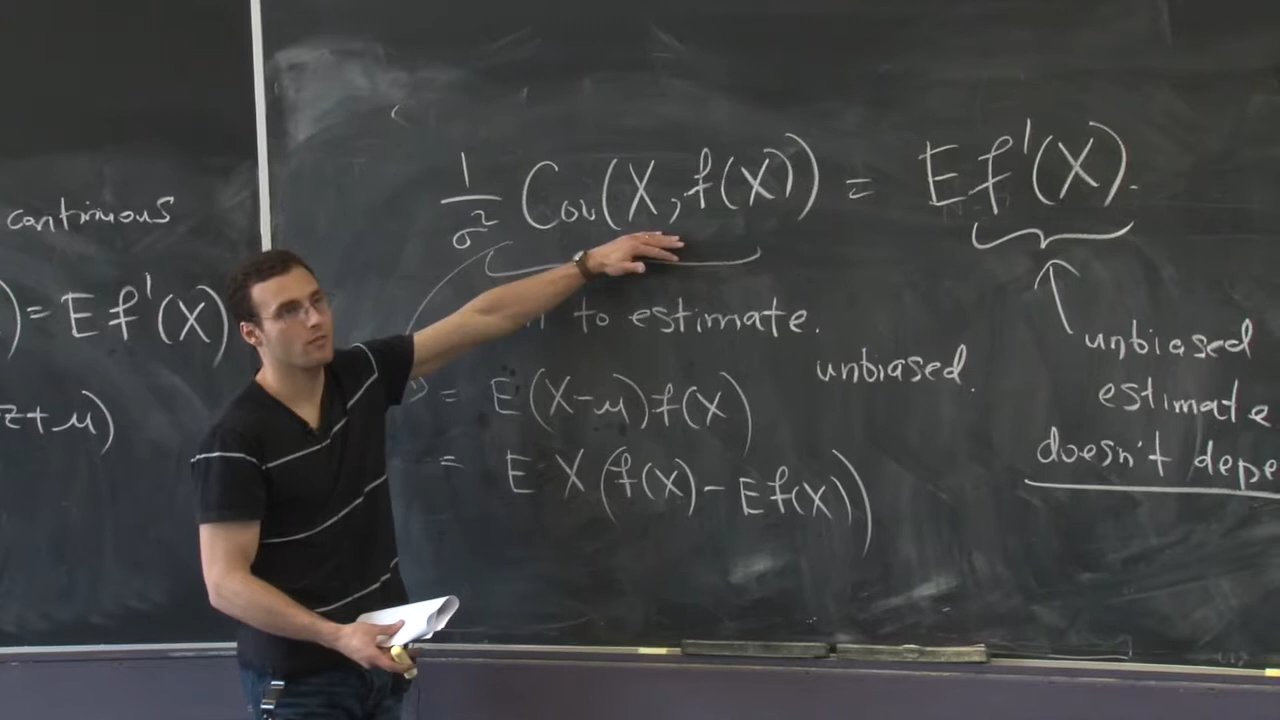 continuous
) = E f'(X)
z + μ)
1/σ² Cov(X, f(X)) = E f'(X).
to estimate.
unbiased.
) = E(X-μ)f(X)
= E X (f(X) - E f(X))
unbiased
estimate
doesn't depe